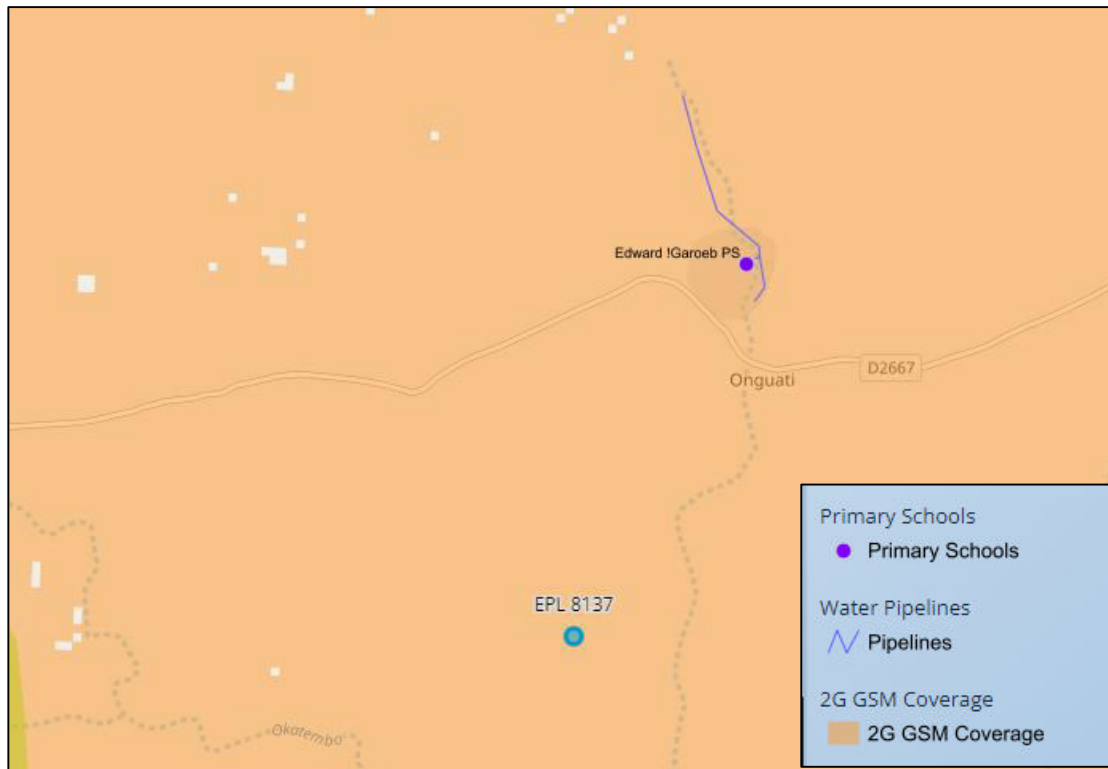 Edward !Garoeb PS
D2667
Onguati
EPL 8137
Okatembo
Primary Schools
Primary Schools
Water Pipelines
Pipelines
2G GSM Coverage
2G GSM Coverage